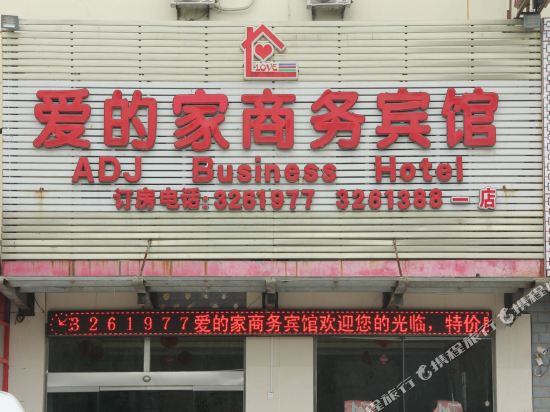 LOVE
爱的家商务宾馆
ADJ Business Hotel
订房电话:3261977 3261388 一店
3261977爱的家商务宾馆欢迎您的光临，特价
携程旅行
携程